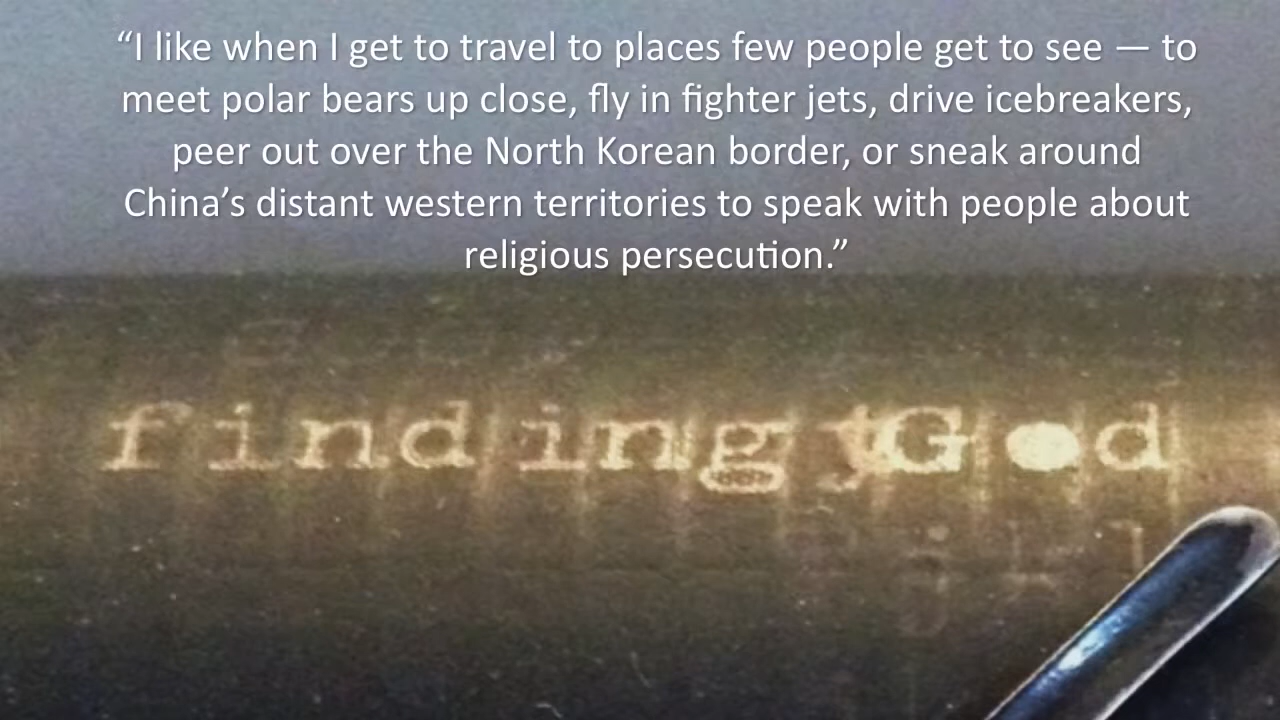 “I like when I get to travel to places few people get to see — to
meet polar bears up close, fly in fighter jets, drive icebreakers,
peer out over the North Korean border, or sneak around
China’s distant western territories to speak with people about
religious persecution.”
finding God